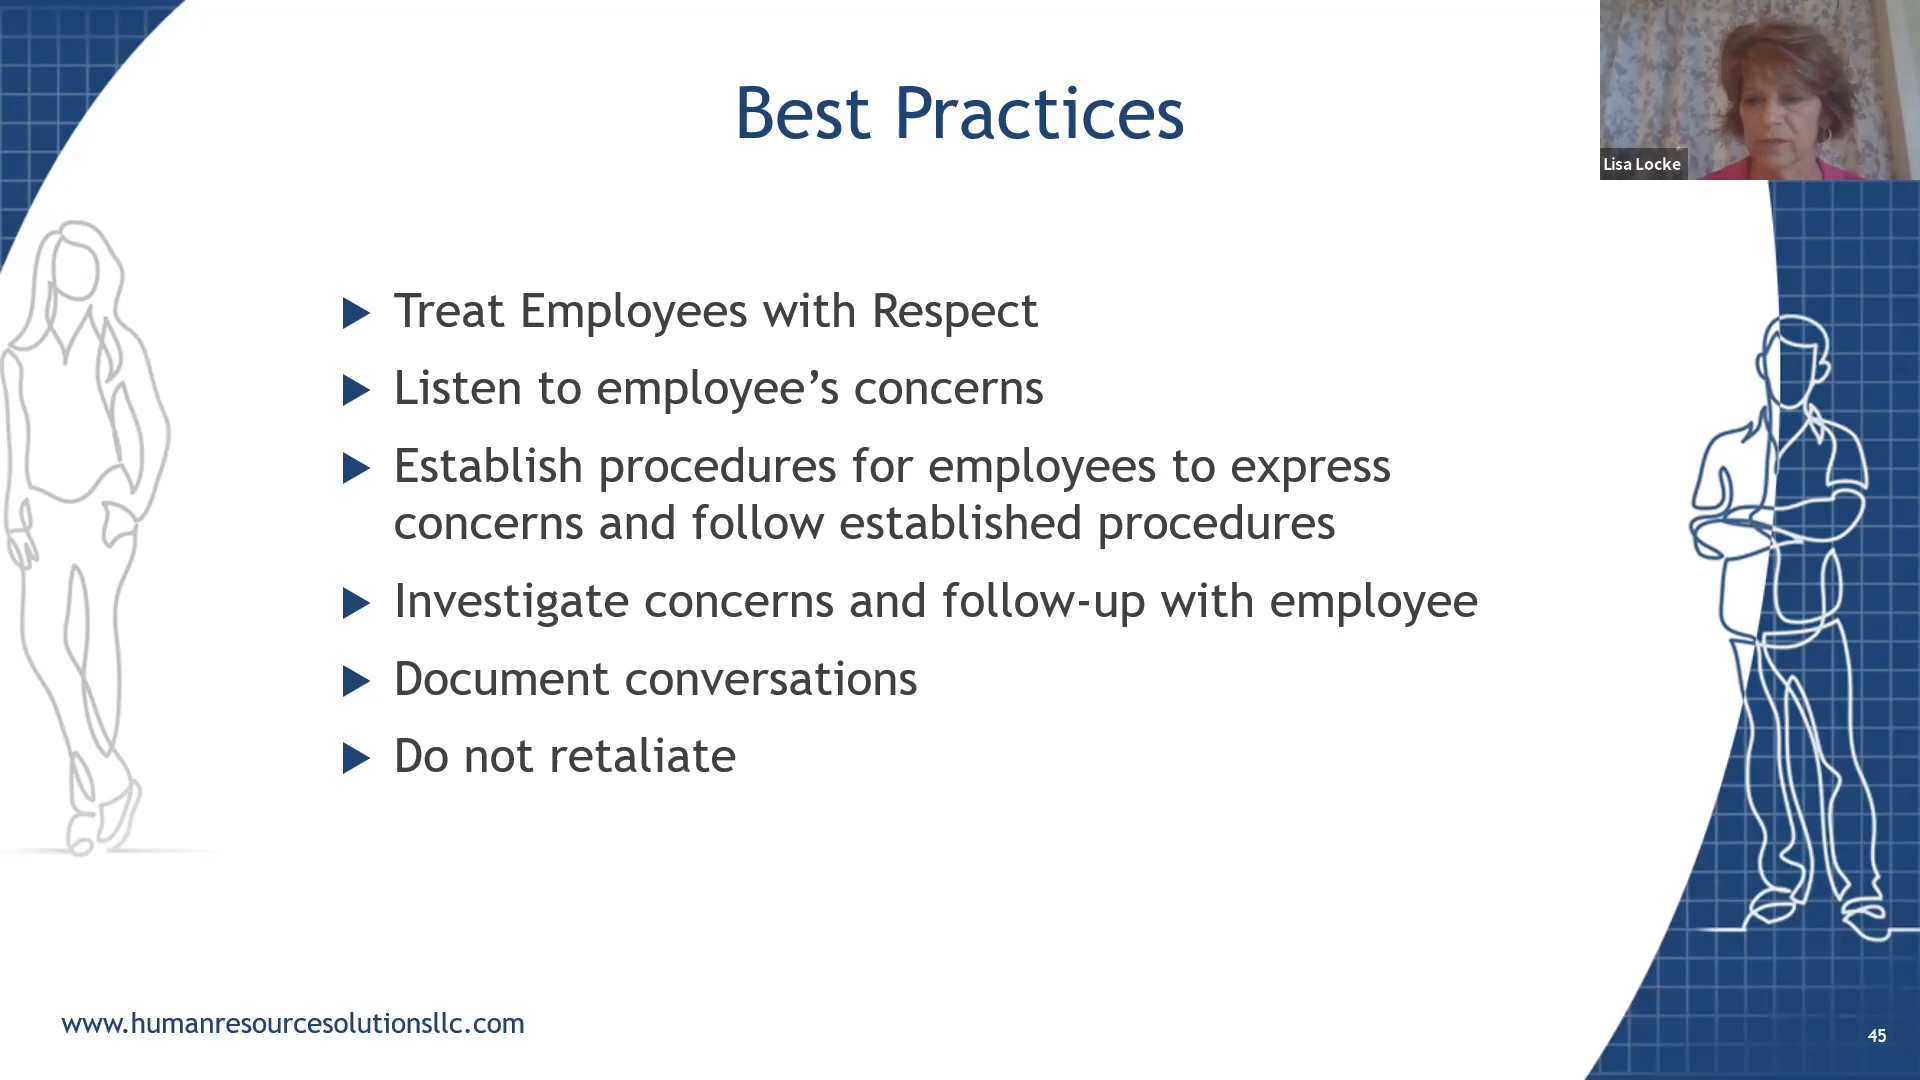 Best Practices
Lisa Locke
Treat Employees with Respect
Listen to employee’s concerns
Establish procedures for employees to express
concerns and follow established procedures
Investigate concerns and follow-up with employee
Document conversations
Do not retaliate
www.humanresourcesolutionsllc.com
45